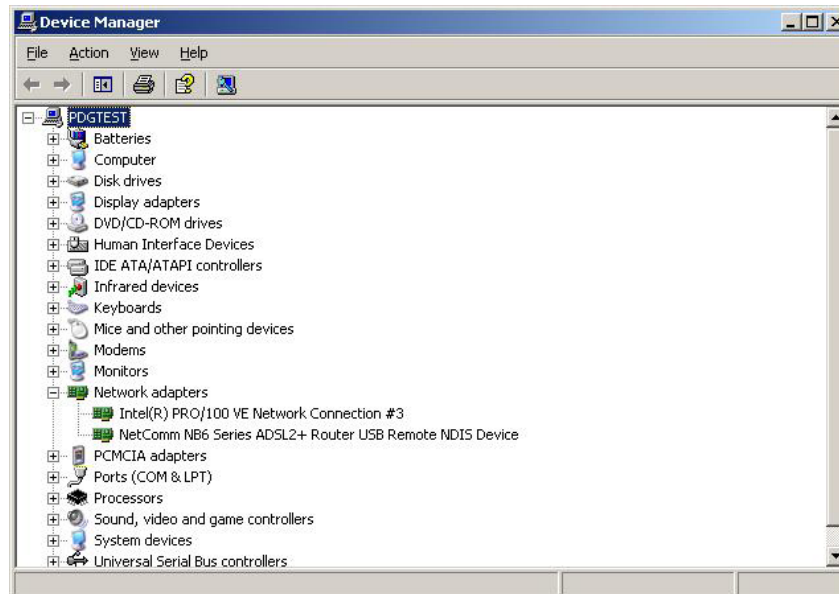 Device Manager
File Action View Help
PDGTEST
Batteries
Computer
Disk drives
Display adapters
DVD/CD-ROM drives
Human Interface Devices
IDE ATA/ATAPI controllers
Infrared devices
Keyboards
Mice and other pointing devices
Modems
Monitors
Network adapters
Intel(R) PRO/100 VE Network Connection #3
NetComm NB6 Series ADSL2+ Router USB Remote NDIS Device
PCMCIA adapters
Ports (COM & LPT)
Processors
Sound, video and game controllers
System devices
Universal Serial Bus controllers